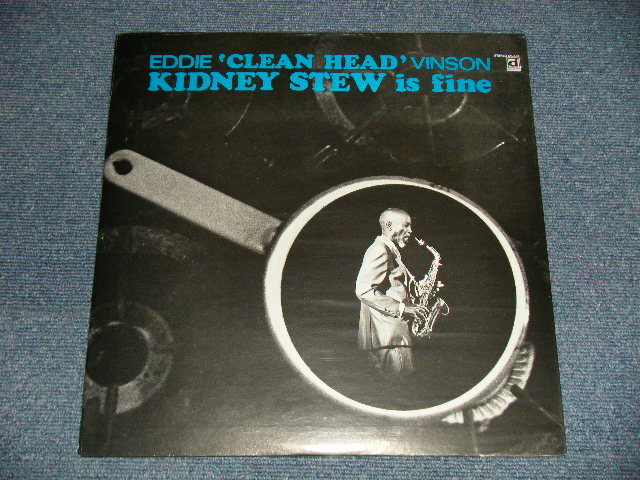 EDDIE 'CLEAN HEAD' VINSON
KIDNEY STEW is fine